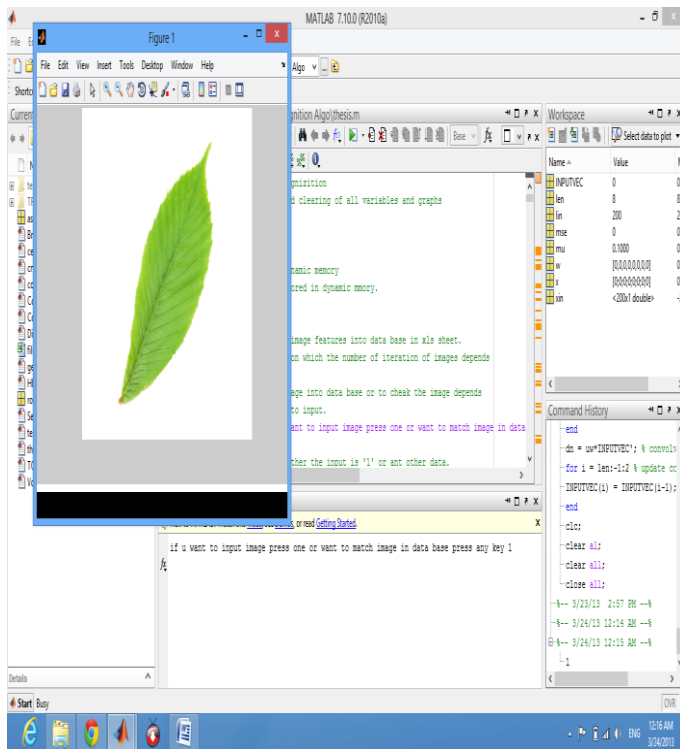 MATLAB 7.10.0 (R2010a)
Figure 1
File Edit View Insert Tools Desktop Window Help
Algo
Current
gnition Algo\thesis.m
Base
Workspace
Select data to plot
Name
Value
INPUTVEC 0
len 8
lin 200
mse 0
mu 0.1000
w [0,0,0,0,0,0,0,0]
x [0;0;0;0;0;0;0;0]
xin <200x1 double>
gnizition
d clearing of all variables and graphs
namic memory
ored in dynamic mmory.
image features into data base in xls sheet.
on which the number of iteration of images depends
age into data base or to cheak the image depends
to input.
ant to input image press one or want to match image in data
ther the input is '1' or ant other data.
Getting Started.
if u want to input image press one or want to match image in data base press any key 1
Command History
end
dn = uw*INPUTVEC'; % convolv
for i = len:-1:2 % update co
INPUTVEC(i) = INPUTVEC(i-1);
end
clc;
clear al;
clear all;
close all;
%-- 3/23/13 2:57 PM --%
%-- 3/24/13 12:14 AM --%
%-- 3/24/13 12:15 AM --%
1
Details
Start Busy
OVR
ENG
12:16 AM
3/24/2013